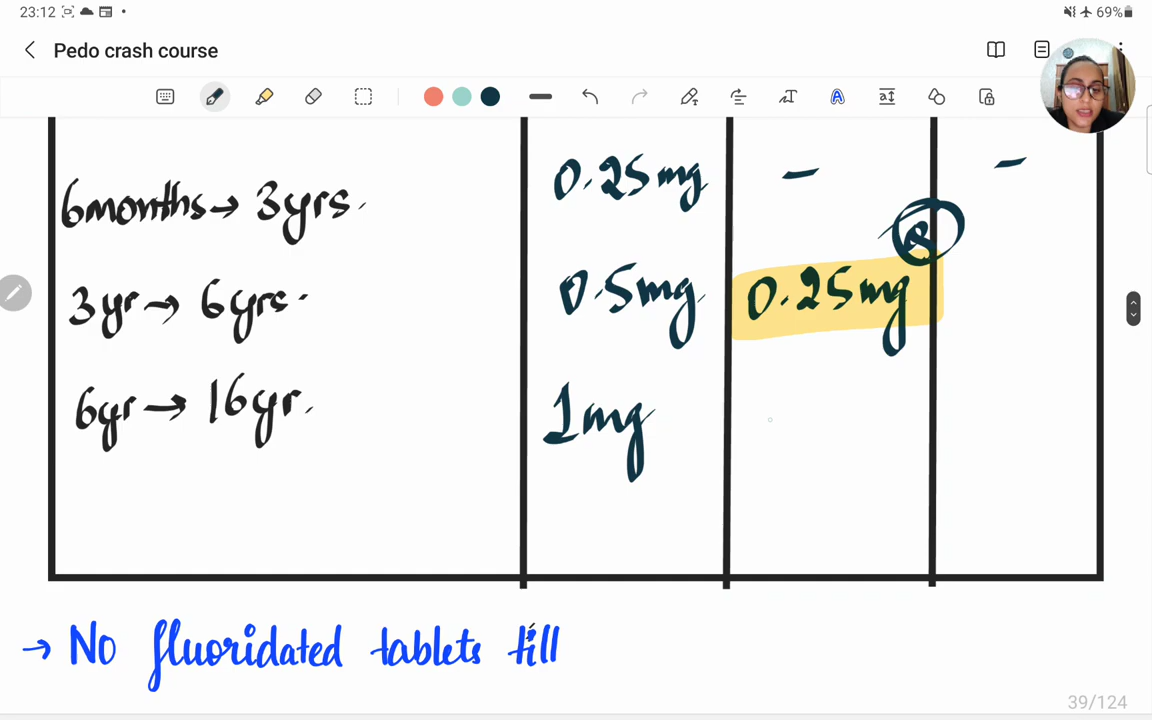 23:12 69%
Pedo crash course
6months → 3yrs. 0.25mg - -
3yr → 6yrs. 0.5mg 0.25mg
6yr → 16yr. 1mg
→ No fluoridated tablets till
39/124